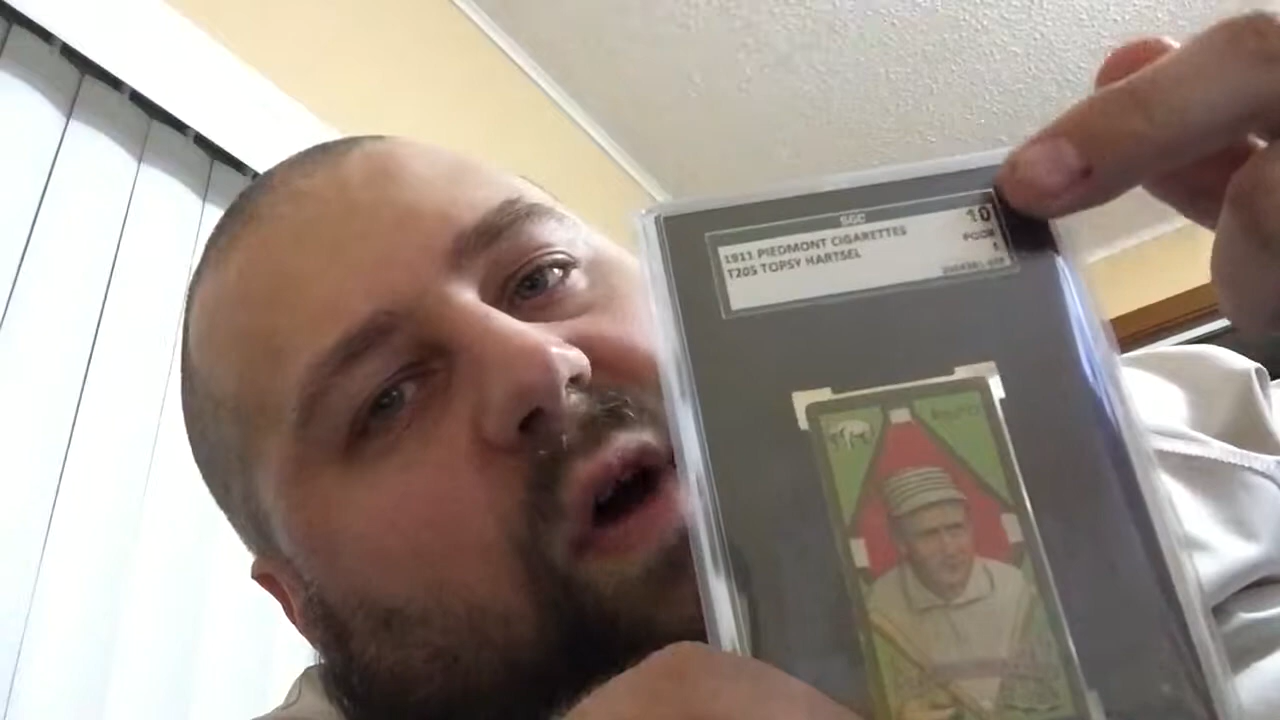 SGC
1911 PIEDMONT CIGARETTES
T205 TOPSY HARTSEL
10
POOR
1